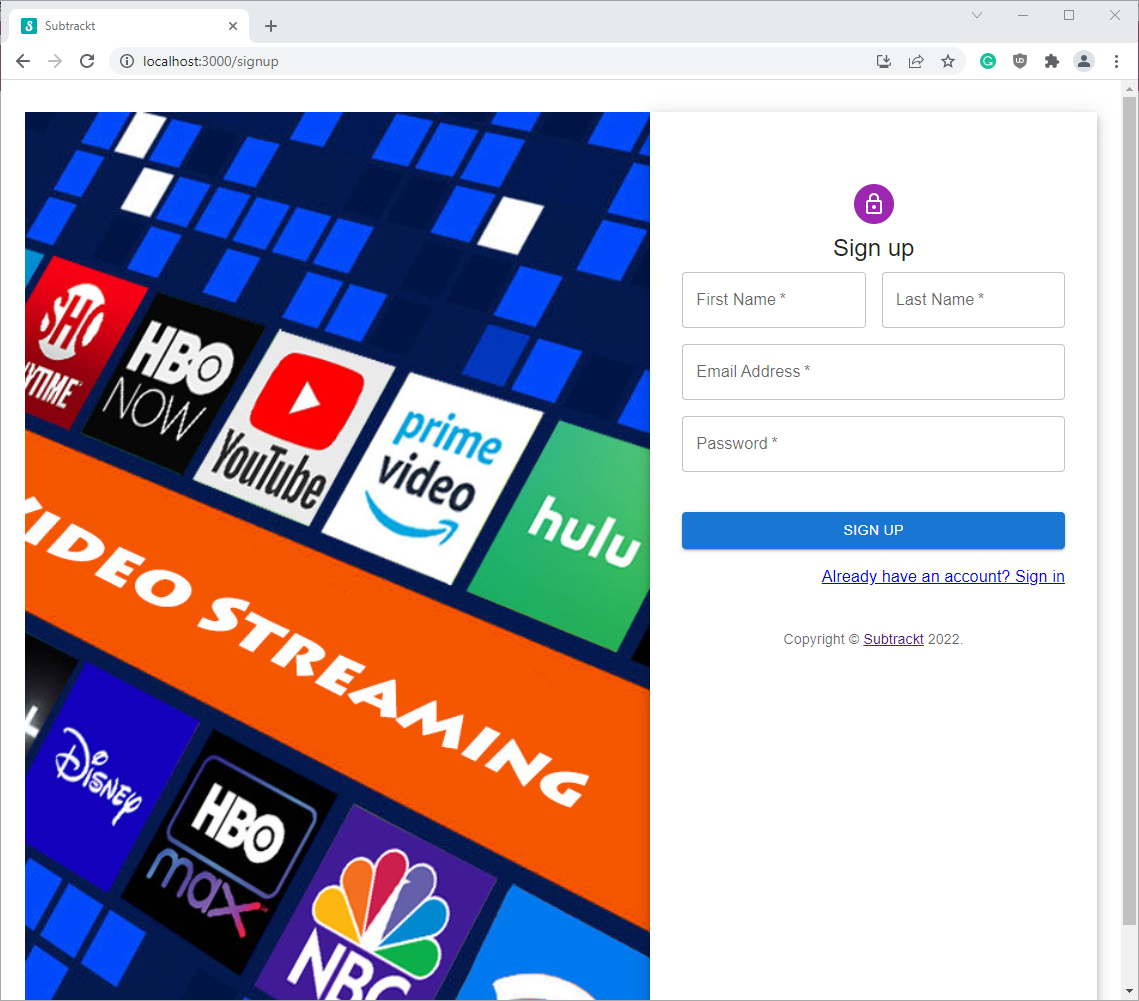 Subtrackt
localhost:3000/signup
SHO
YTIME
HBO
NOW
YouTube
prime
video
hulu
VIDEO STREAMING
Disney
HBO
max
NBC
Sign up
First Name *
Last Name *
Email Address *
Password *
SIGN UP
Already have an account? Sign in
Copyright © Subtrackt 2022.